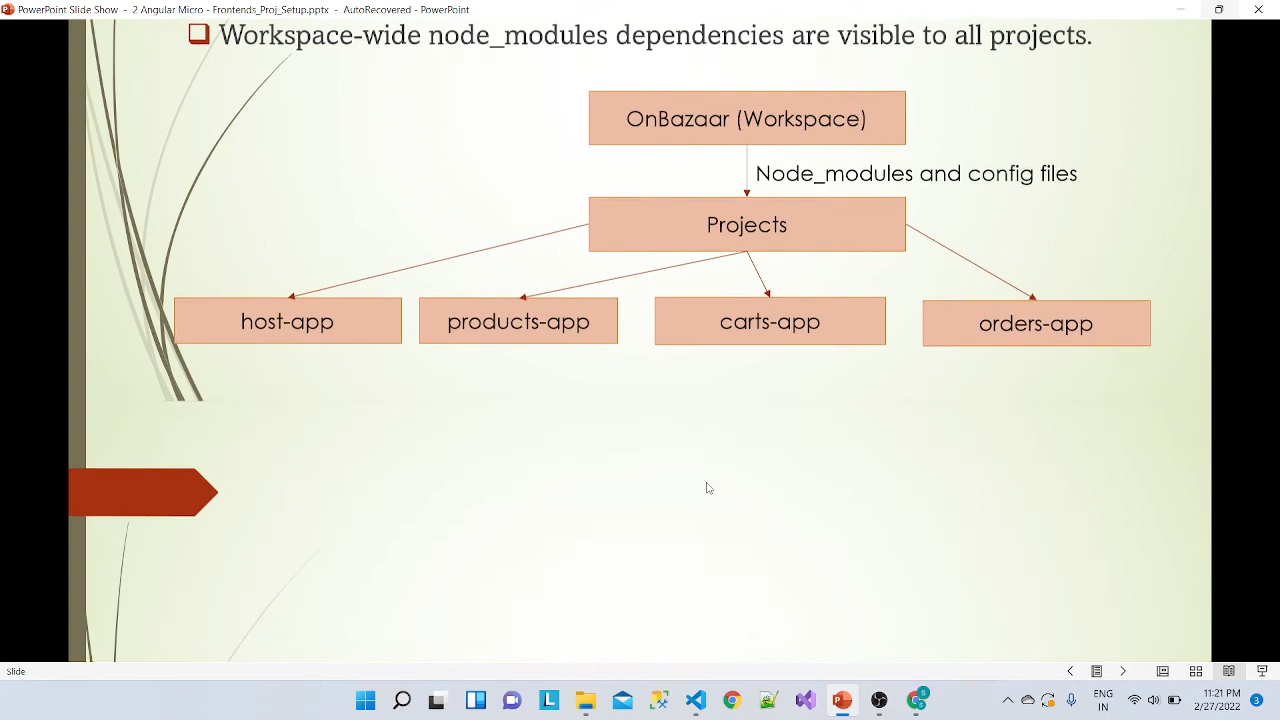 PowerPoint Slide Show - 2 Angular Micro - Frontends_Proj_Setup.pptx - AutoRecovered - PowerPoint
Workspace-wide node_modules dependencies are visible to all projects.
OnBazaar (Workspace)
Node_modules and config files
Projects
host-app
products-app
carts-app
orders-app
Slide
ENG
IN
11:21 PM
2/27/2022
3